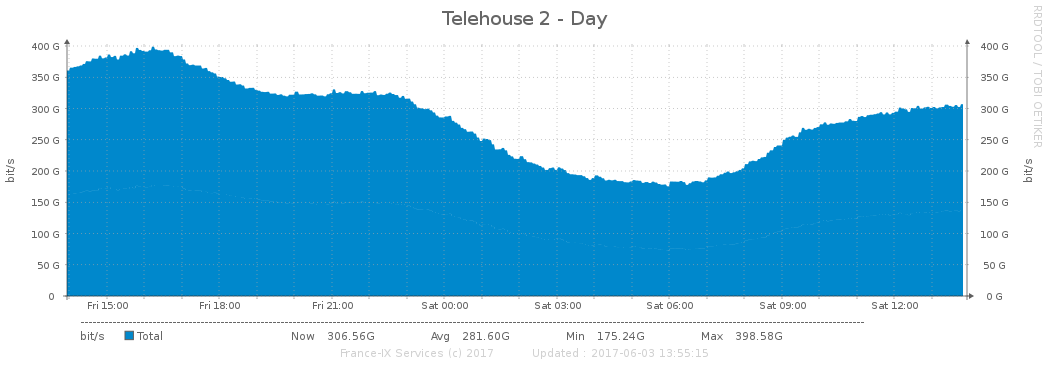 Telehouse 2 - Day
RRDTOOL / TOBI OETIKER
bit/s
400 G 400 G
350 G 350 G
300 G 300 G
250 G 250 G
200 G 200 G
150 G 150 G
100 G 100 G
50 G 50 G
0 0 G
bit/s
Fri 15:00 Fri 18:00 Fri 21:00 Sat 00:00 Sat 03:00 Sat 06:00 Sat 09:00 Sat 12:00
bit/s Total Now 306.56G Avg 281.60G Min 175.24G Max 398.58G
France-IX Services (c) 2017 Updated : 2017-06-03 13:55:15